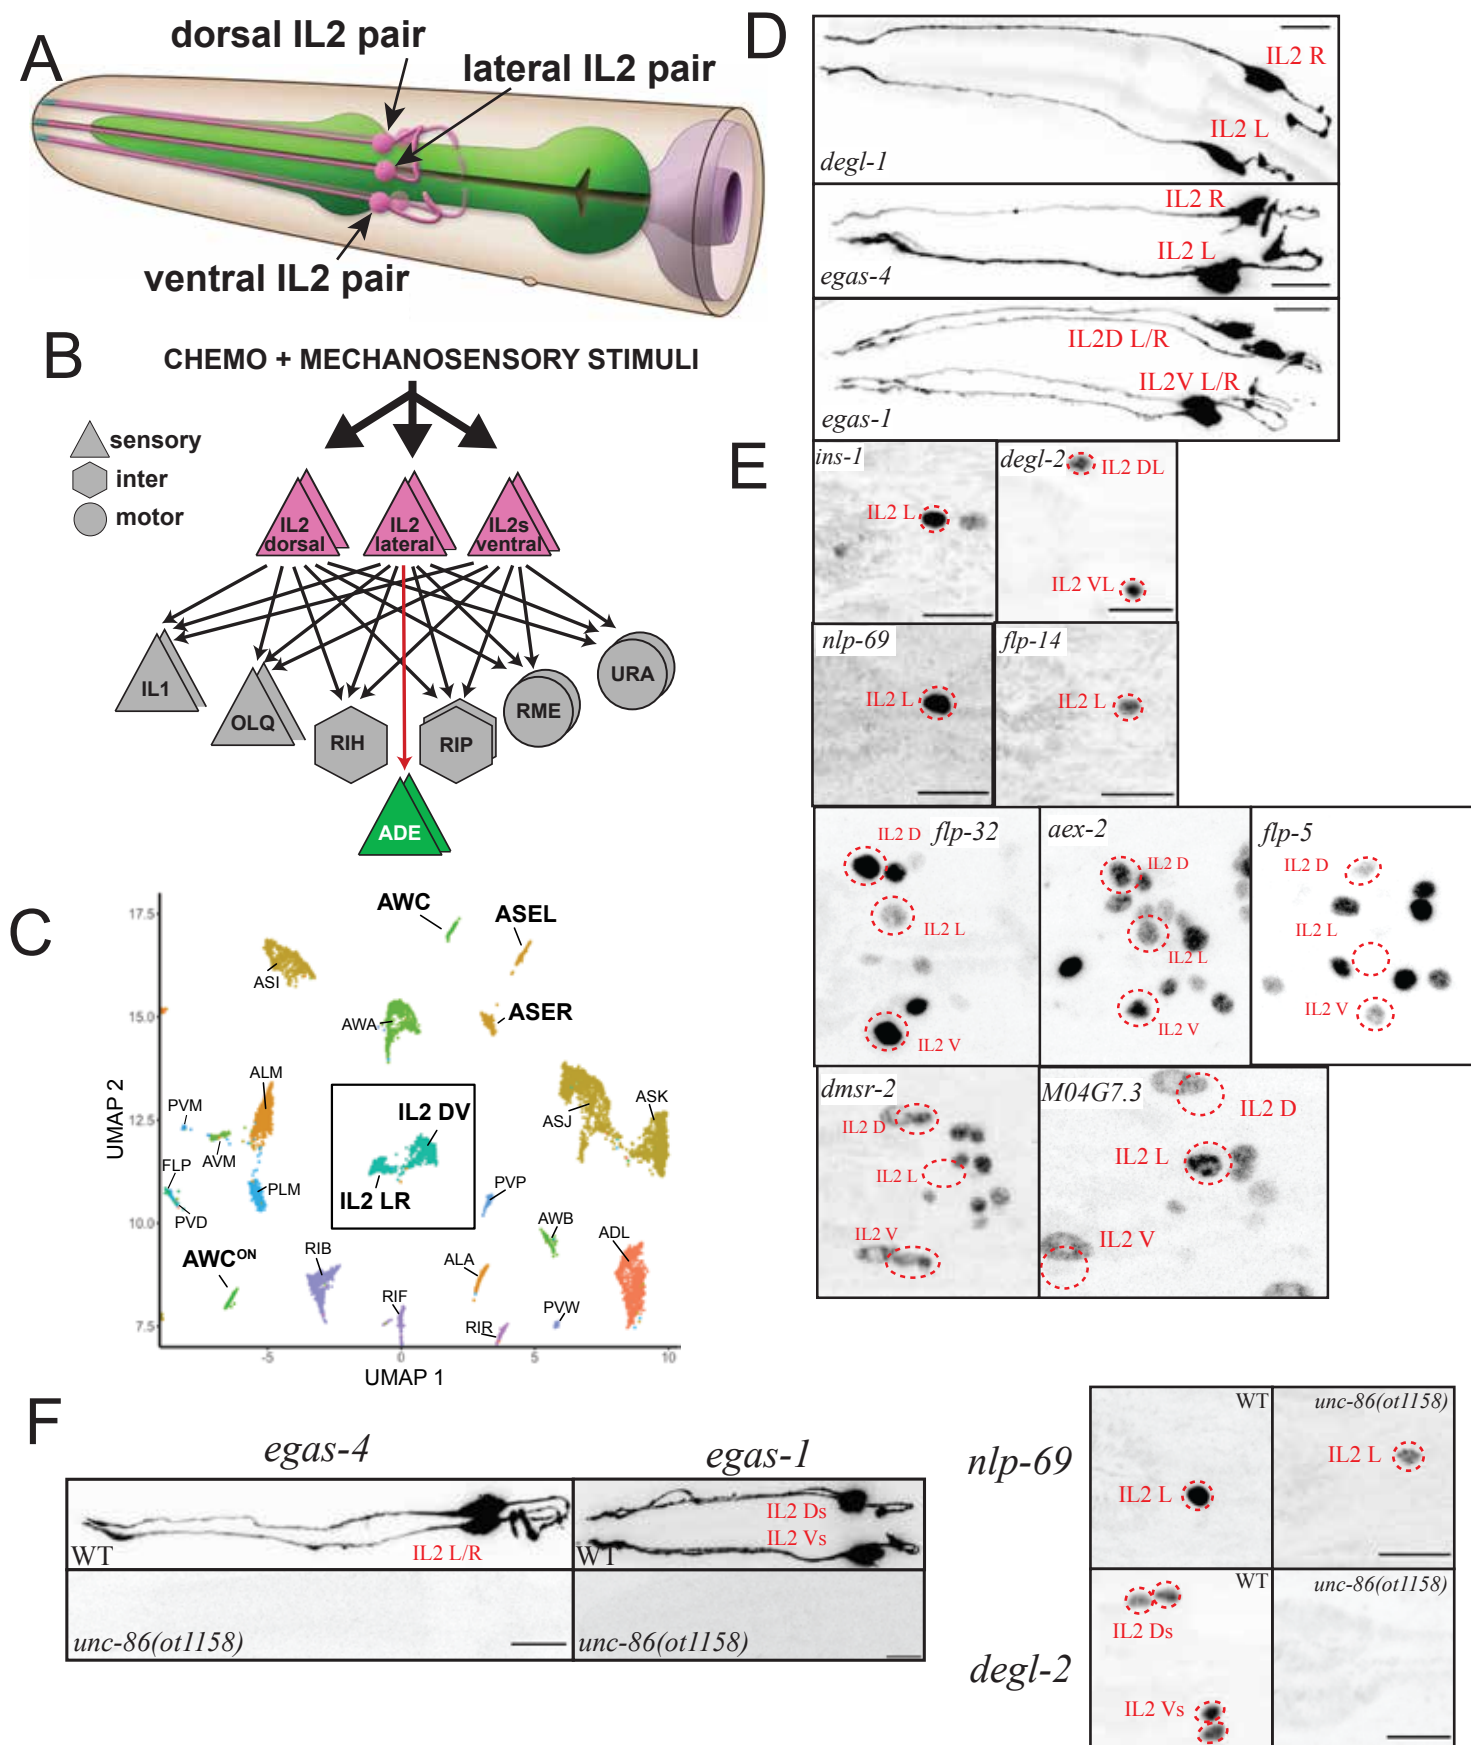 A
dorsal IL2 pair
lateral IL2 pair
ventral IL2 pair
B
CHEMO + MECHANOSENSORY STIMULI
sensory
inter
motor
IL2
dorsal
IL2
lateral
IL2s
ventral
IL1
OLQ
RIH
RIP
RME
URA
ADE
C
UMAP 2
17.5
15.0
12.5
10.0
7.5
-5
0
5
10
UMAP 1
AWC
ASEL
ASI
ASER
AWA
ALM
PVM
AVM
FLP
PLM
PVD
IL2 DV
IL2 LR
ASJ
ASK
PVP
AWB
ADL
AWC^ON
RIB
ALA
RIF
RIR
PVW
D
IL2 R
IL2 L
degl-1
IL2 R
IL2 L
egas-4
IL2D L/R
IL2V L/R
egas-1
E
ins-1
IL2 L
degl-2
IL2 DL
IL2 VL
nlp-69
IL2 L
flp-14
IL2 L
flp-32
IL2 D
IL2 L
IL2 V
aex-2
IL2 D
IL2 L
IL2 V
flp-5
IL2 D
IL2 L
IL2 V
dmsr-2
IL2 D
IL2 L
IL2 V
M04G7.3
IL2 D
IL2 L
IL2 V
F
egas-4
egas-1
WT
IL2 L/R
WT
IL2 Ds
IL2 Vs
unc-86(ot1158)
unc-86(ot1158)
nlp-69
WT
IL2 L
unc-86(ot1158)
IL2 L
degl-2
WT
IL2 Ds
IL2 Vs
unc-86(ot1158)